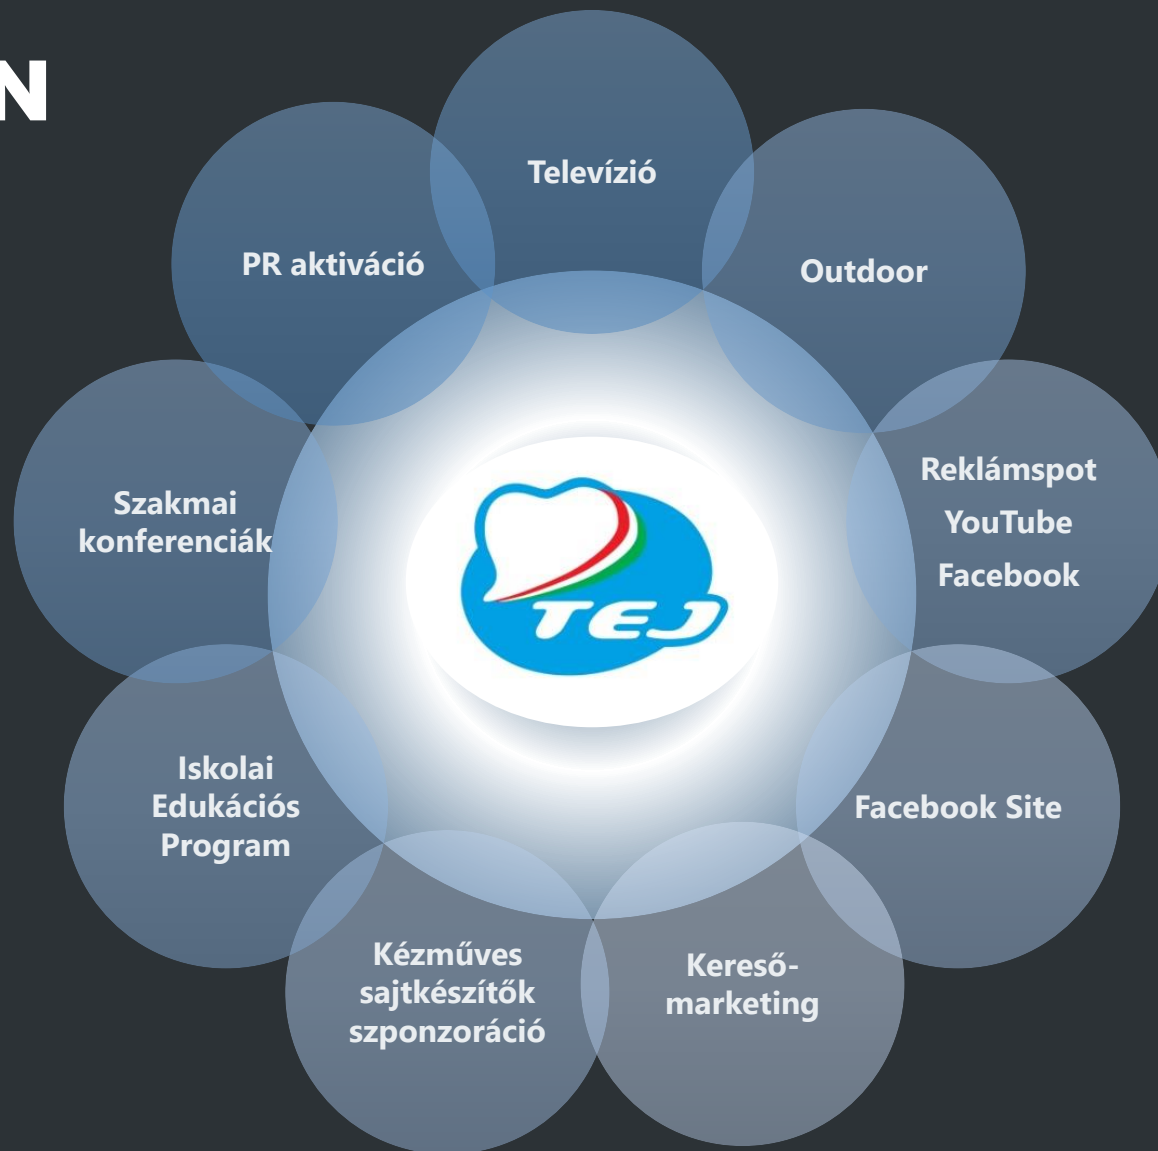 N
Televízió
PR aktiváció
Outdoor
Reklámspot
YouTube
Facebook
Szakmai
konferenciák
TEJ
Iskolai
Edukációs
Program
Facebook Site
Kézműves
sajtkészítők
szponzoráció
Kereső-
marketing